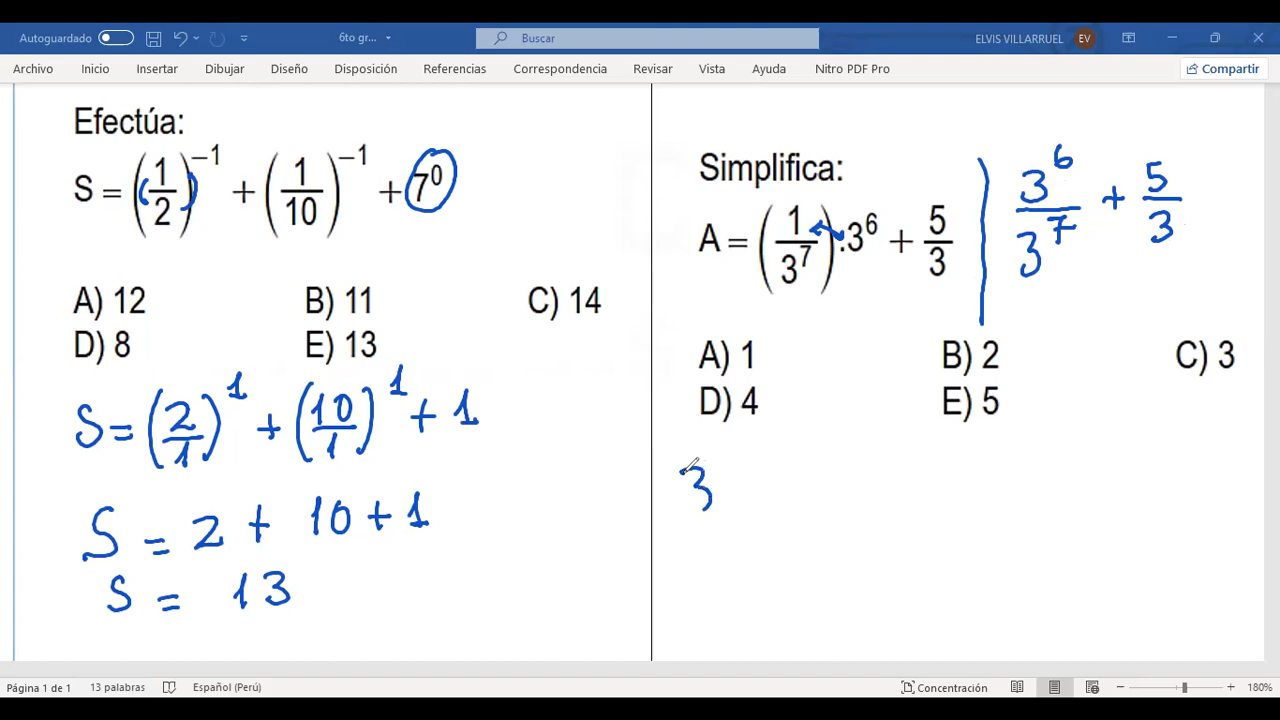 Autoguardado
6to gr...
Buscar
ELVIS VILLARRUEL
EV
Archivo Inicio Insertar Dibujar Diseño Disposición Referencias Correspondencia Revisar Vista Ayuda Nitro PDF Pro Compartir
Efectúa:
S = (1/2)^−1 + (1/10)^−1 + 7^0
A) 12 B) 11 C) 14
D) 8 E) 13
S = (2/1)^1 + (10/1)^1 + 1
S = 2 + 10 + 1
S = 13
Simplifica:
A = (1/3^7).3^6 + 5/3
3^6/3^7 + 5/3
A) 1 B) 2 C) 3
D) 4 E) 5
3
Página 1 de 1 13 palabras Español (Perú) Concentración 180%